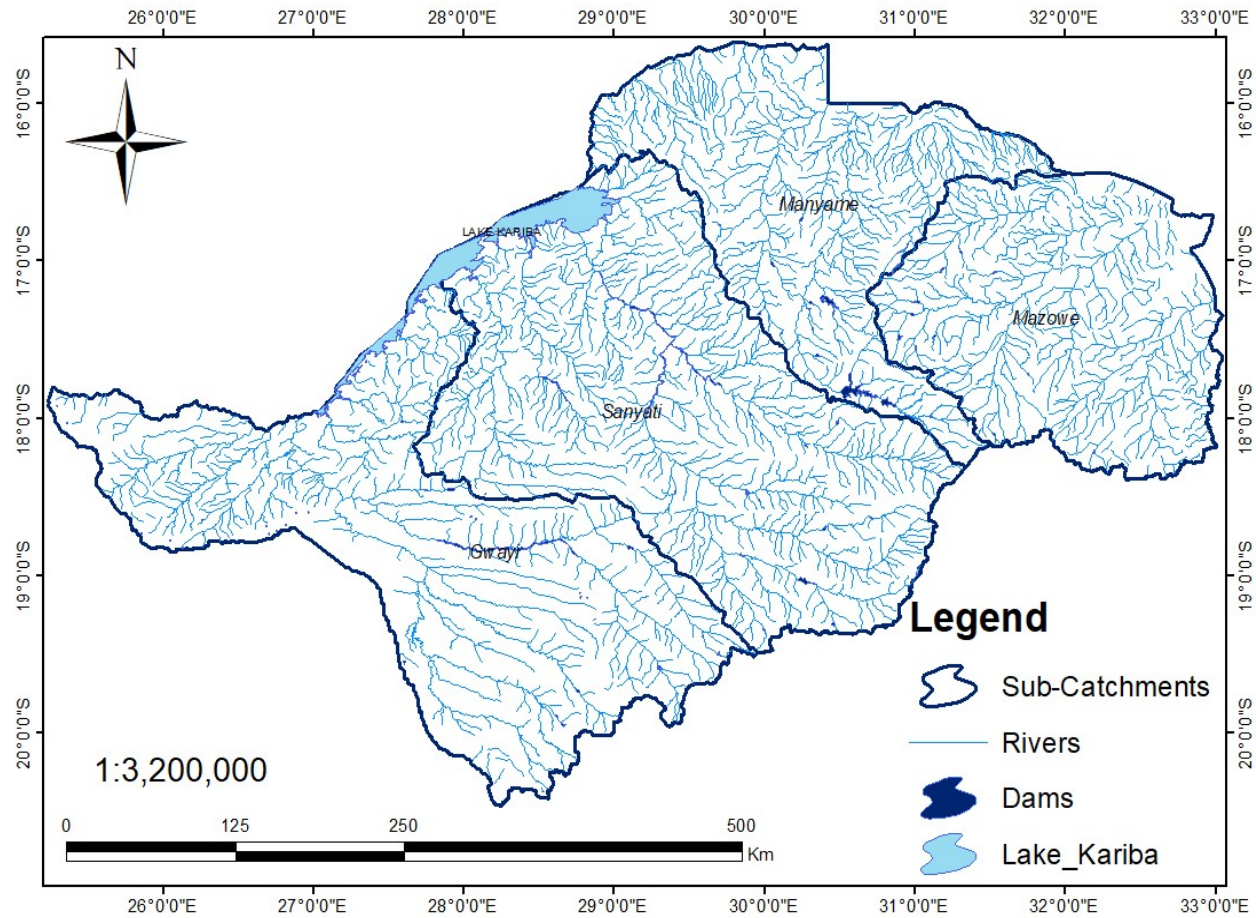 26°0'0"E 27°0'0"E 28°0'0"E 29°0'0"E 30°0'0"E 31°0'0"E 32°0'0"E 33°0'0"E
N
16°0'0"S
17°0'0"S
18°0'0"S
19°0'0"S
20°0'0"S
16°0'0"S
17°0'0"S
18°0'0"S
19°0'0"S
20°0'0"S
Manyame
LAKE KARIBA
Mazowe
Sanyati
Gwayi
Legend
Sub-Catchments
Rivers
Dams
Lake_Kariba
1:3,200,000
0 125 250 500
Km
26°0'0"E 27°0'0"E 28°0'0"E 29°0'0"E 30°0'0"E 31°0'0"E 32°0'0"E 33°0'0"E